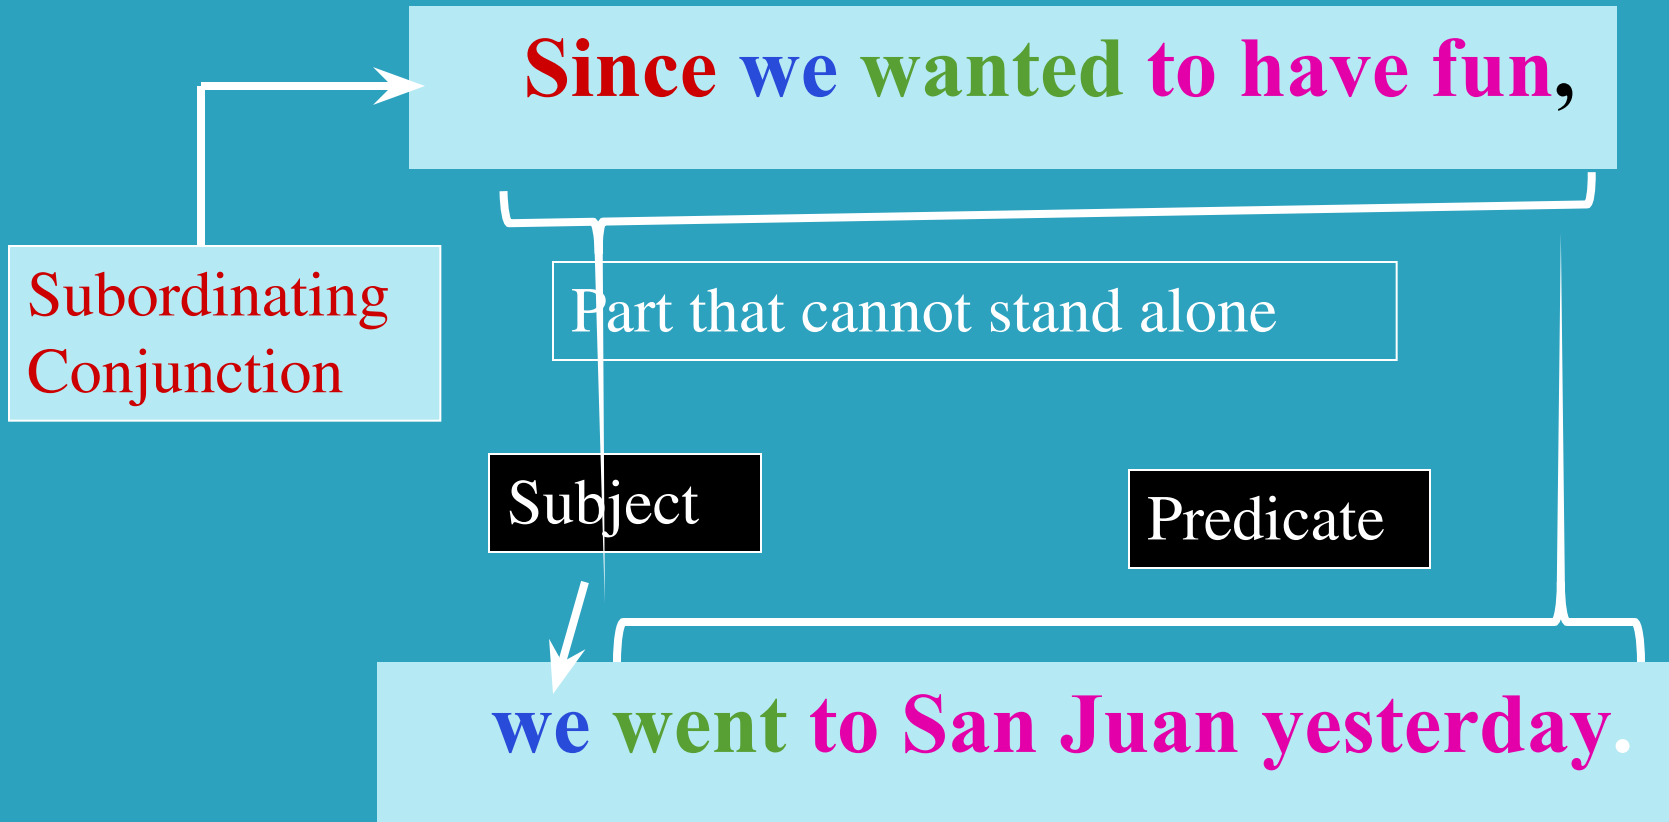 Since we wanted to have fun,
Subordinating
Conjunction
Part that cannot stand alone
Subject
Predicate
we went to San Juan yesterday.